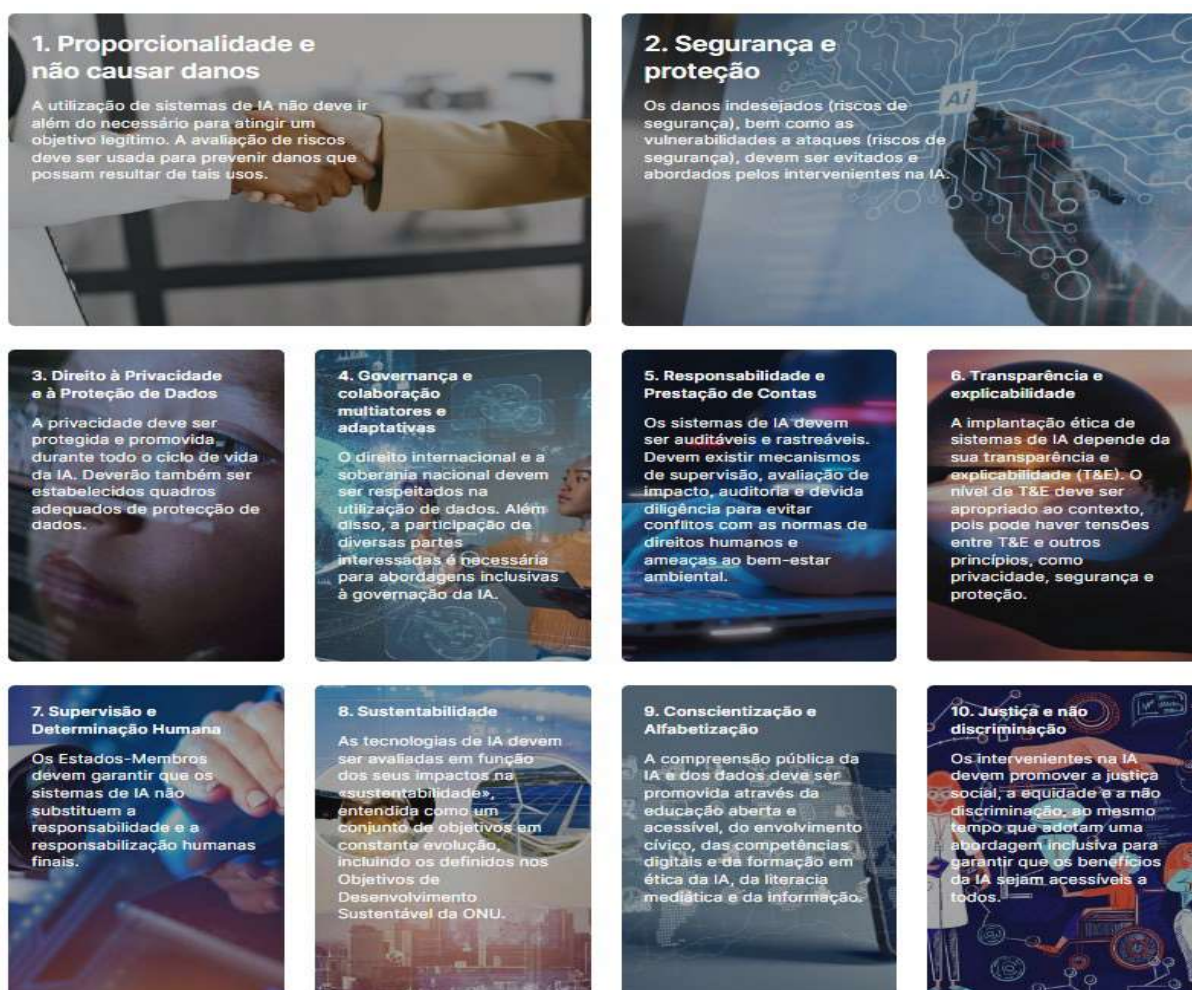 1. Proporcionalidade e
não causar danos
A utilização de sistemas de IA não deve ir
além do necessário para atingir um
objetivo legítimo. A avaliação de riscos
deve ser usada para prevenir danos que
possam resultar de tais usos.
2. Segurança e
proteção
Os danos indesejados (riscos de
segurança), bem como as
vulnerabilidades a ataques (riscos de
segurança), devem ser evitados e
abordados pelos intervenientes na IA.
Ai
3. Direito à Privacidade
e à Proteção de Dados
A privacidade deve ser
protegida e promovida
durante todo o ciclo de vida
da IA. Deverão também ser
estabelecidos quadros
adequados de protecção de
dados.
4. Governança e
colaboração
multiatores e
adaptativas
O direito internacional e a
soberania nacional devem
ser respeitados na
utilização de dados. Além
disso, a participação de
diversas partes
interessadas é necessária
para abordagens inclusivas
à governação da IA.
5. Responsabilidade e
Prestação de Contas
Os sistemas de IA devem
ser auditáveis e rastreáveis.
Devem existir mecanismos
de supervisão, avaliação de
impacto, auditoria e devida
diligência para evitar
conflitos com as normas de
direitos humanos e
ameaças ao bem-estar
ambiental.
6. Transparência e
explicabilidade
A implantação ética de
sistemas de IA depende da
sua transparência e
explicabilidade (T&E). O
nível de T&E deve ser
apropriado ao contexto,
pois pode haver tensões
entre T&E e outros
princípios, como
privacidade, segurança e
proteção.
7. Supervisão e
Determinação Humana
Os Estados-Membros
devem garantir que os
sistemas de IA não
substituem a
responsabilidade e a
responsabilização humanas
finais.
8. Sustentabilidade
As tecnologias de IA devem
ser avaliadas em função
dos seus impactos na
«sustentabilidade»,
entendida como um
conjunto de objetivos em
constante evolução,
incluindo os definidos nos
Objetivos de
Desenvolvimento
Sustentável da ONU.
9. Conscientização e
Alfabetização
A compreensão pública da
IA e dos dados deve ser
promovida através da
educação aberta e
acessível, do envolvimento
cívico, das competências
digitais e da formação em
ética da IA, da literacia
mediática e da informação.
10. Justiça e não
discriminação
Os intervenientes na IA
devem promover a justiça
social, a equidade e a não
discriminação, ao mesmo
tempo que adotam uma
abordagem inclusiva para
garantir que os benefícios
da IA sejam acessíveis a
todos.